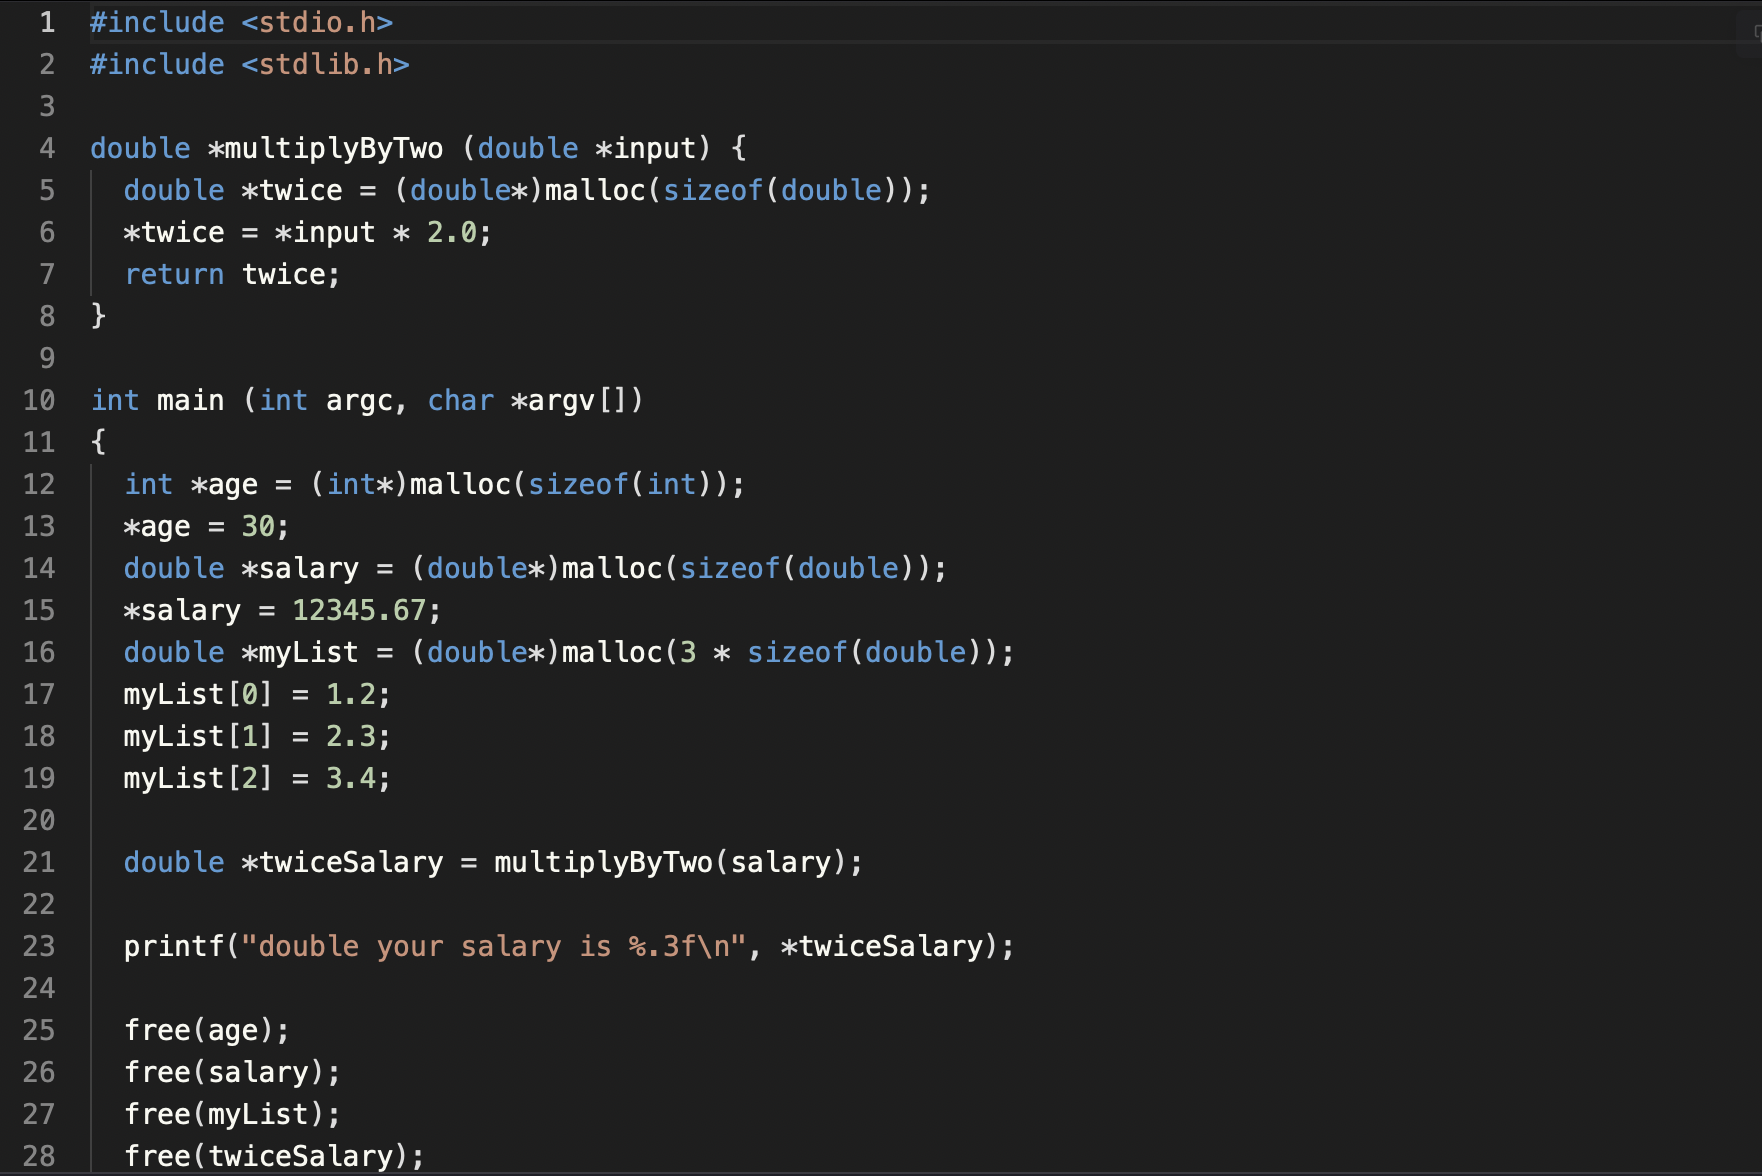 1 #include <stdio.h>
2 #include <stdlib.h>
3
4 double *multiplyByTwo (double *input) {
5   double *twice = (double*)malloc(sizeof(double));
6   *twice = *input * 2.0;
7   return twice;
8 }
9
10 int main (int argc, char *argv[])
11 {
12   int *age = (int*)malloc(sizeof(int));
13   *age = 30;
14   double *salary = (double*)malloc(sizeof(double));
15   *salary = 12345.67;
16   double *myList = (double*)malloc(3 * sizeof(double));
17   myList[0] = 1.2;
18   myList[1] = 2.3;
19   myList[2] = 3.4;
20
21   double *twiceSalary = multiplyByTwo(salary);
22
23   printf("double your salary is %.3f\n", *twiceSalary);
24
25   free(age);
26   free(salary);
27   free(myList);
28   free(twiceSalary);